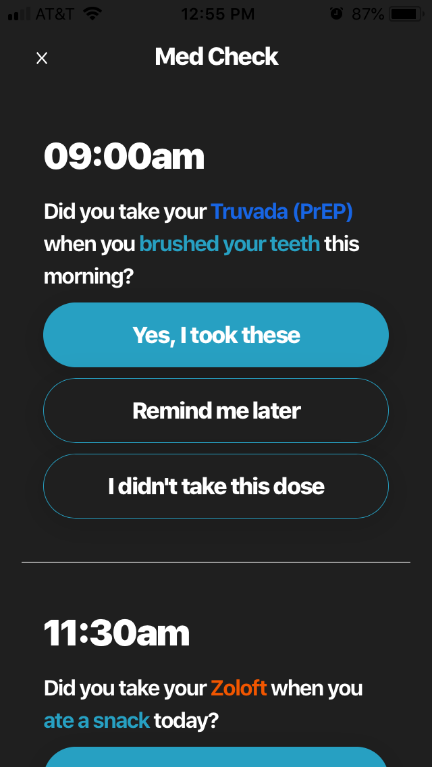 AT&T 12:55 PM 87%
Med Check
09:00am
Did you take your Truvada (PrEP)
when you brushed your teeth this
morning?
Yes, I took these
Remind me later
I didn't take this dose
11:30am
Did you take your Zoloft when you
ate a snack today?